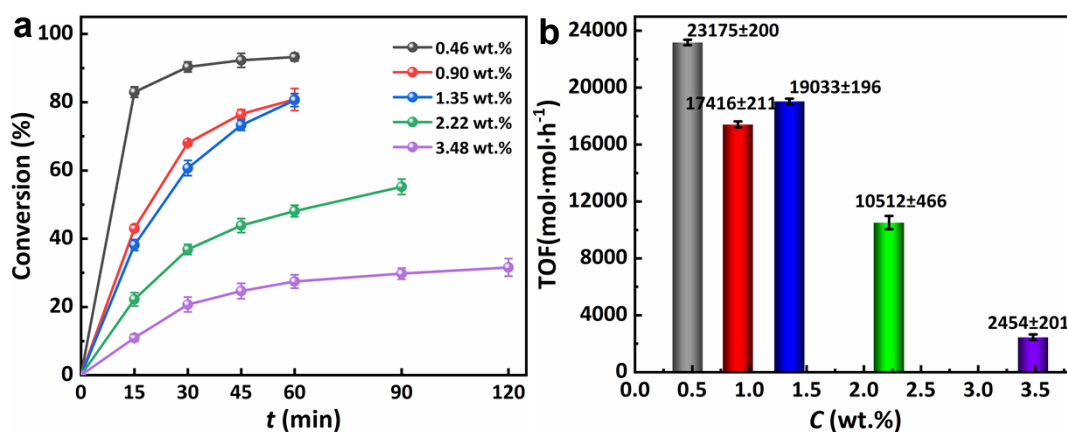 a
100
80
60
40
20
0
Conversion (%)
0.46 wt.%
0.90 wt.%
1.35 wt.%
2.22 wt.%
3.48 wt.%
0 15 30 45 60 90 120
t (min)
b
24000
20000
16000
12000
8000
4000
0
TOF(mol·mol·h⁻¹)
23175±200
17416±211
19033±196
10512±466
2454±201
0.0 0.5 1.0 1.5 2.0 2.5 3.0 3.5
C (wt.%)